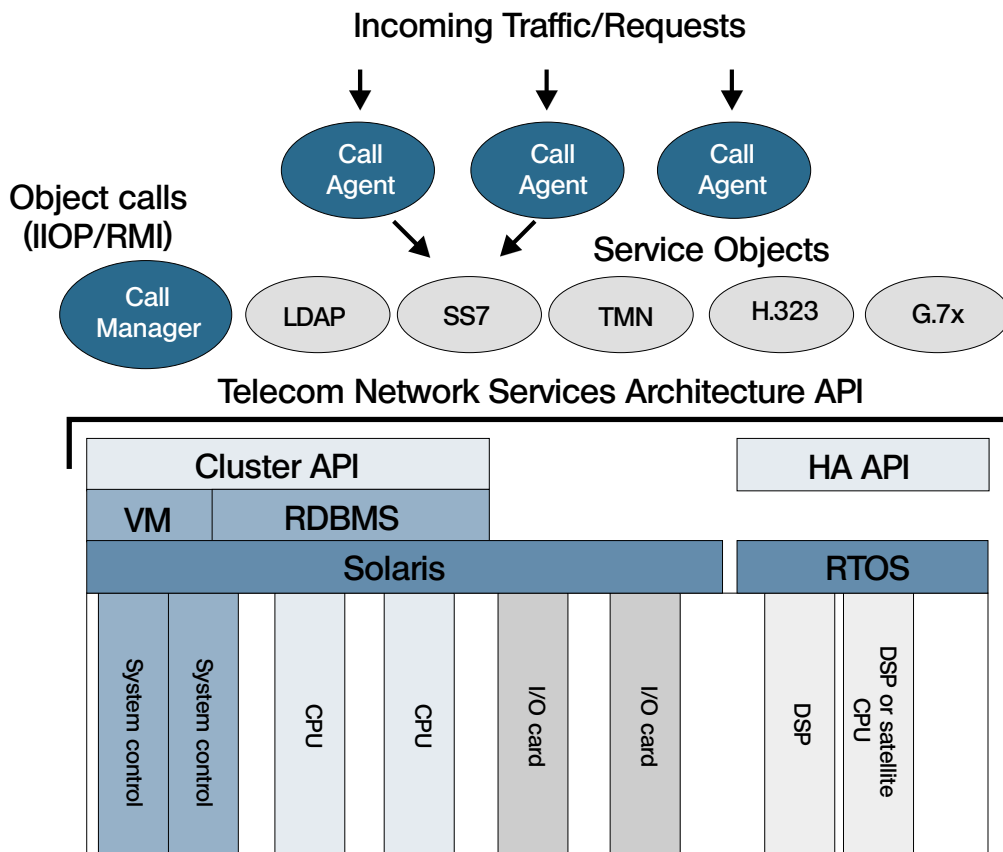 Incoming Traffic/Requests
Call
Agent
Call
Agent
Call
Agent
Object calls
(IIOP/RMI)
Service Objects
Call
Manager
LDAP
SS7
TMN
H.323
G.7x
Telecom Network Services Architecture API
Cluster API
HA API
VM
RDBMS
Solaris
RTOS
System control
System control
CPU
CPU
I/O card
I/O card
DSP
DSP or satellite
CPU